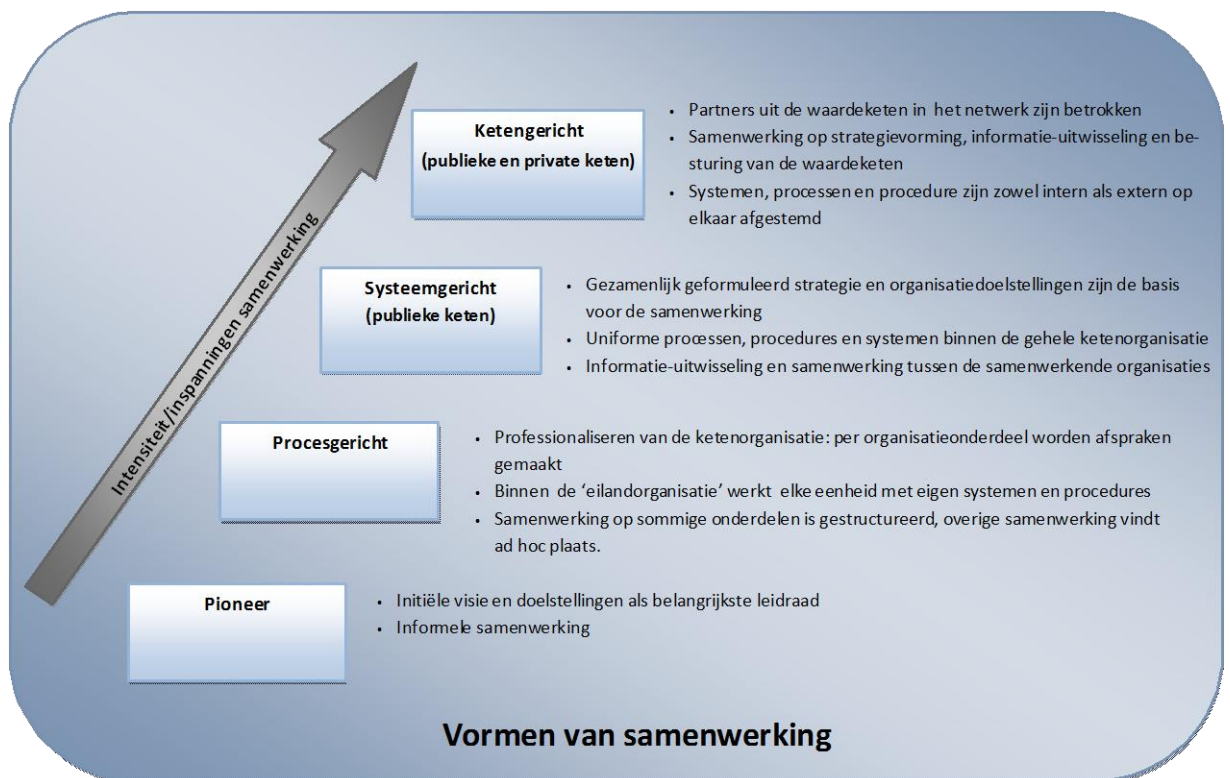 Ketengericht
(publieke en private keten)
• Partners uit de waardeketen in het netwerk zijn betrokken
• Samenwerking op strategievorming, informatie-uitwisseling en be-
sturing van de waardeketen
• Systemen, processen en procedure zijn zowel intern als extern op
elkaar afgestemd
Intensiteit/inspanningen samenwerking
Systeemgericht
(publieke keten)
• Gezamenlijk geformuleerd strategie en organisatiedoelstellingen zijn de basis
voor de samenwerking
• Uniforme processen, procedures en systemen binnen de gehele ketenorganisatie
• Informatie-uitwisseling en samenwerking tussen de samenwerkende organisaties
Procesgericht
• Professionaliseren van de ketenorganisatie: per organisatieonderdeel worden afspraken
gemaakt
• Binnen de ‘eilandorganisatie’ werkt elke eenheid met eigen systemen en procedures
• Samenwerking op sommige onderdelen is gestructureerd, overige samenwerking vindt
ad hoc plaats.
Pioneer
• Initiële visie en doelstellingen als belangrijkste leidraad
• Informele samenwerking
Vormen van samenwerking